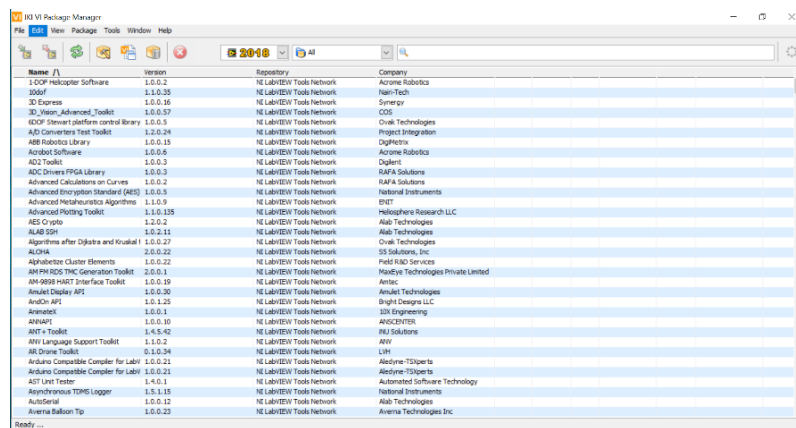 VI JKI VI Package Manager
File Edit View Package Tools Window Help
2018 All
Name /\ Version Repository Company
1-DOF Helicopter Software 1.0.0.2 NI LabVIEW Tools Network Acrome Robotics
10dof 1.1.0.35 NI LabVIEW Tools Network Nairi-Tech
3D Express 1.0.0.16 NI LabVIEW Tools Network Synergy
3D_Vision_Advanced_Toolkit 1.0.0.57 NI LabVIEW Tools Network COS
6DOF Stewart platform control library 1.0.0.5 NI LabVIEW Tools Network Ovak Technologies
A/D Converters Test Toolkit 1.2.0.24 NI LabVIEW Tools Network Project Integration
ABB Robotics Library 1.0.0.15 NI LabVIEW Tools Network DigiMetrix
Acrobot Software 1.0.0.6 NI LabVIEW Tools Network Acrome Robotics
AD2 Toolkit 1.0.0.3 NI LabVIEW Tools Network Digilent
ADC Drivers FPGA Library 1.0.0.3 NI LabVIEW Tools Network RAFA Solutions
Advanced Calculations on Curves 1.0.0.2 NI LabVIEW Tools Network RAFA Solutions
Advanced Encryption Standard (AES) 1.0.0.5 NI LabVIEW Tools Network National Instruments
Advanced Metaheuristics Algorithms 1.1.0.9 NI LabVIEW Tools Network ENIT
Advanced Plotting Toolkit 1.1.0.135 NI LabVIEW Tools Network Heliosphere Research LLC
AES Crypto 1.2.0.2 NI LabVIEW Tools Network Alab Technologies
ALAB SSH 1.0.2.11 NI LabVIEW Tools Network Alab Technologies
Algorithms after Dijkstra and Kruskal 1.0.0.27 NI LabVIEW Tools Network Ovak Technologies
ALOHA 2.0.0.22 NI LabVIEW Tools Network S5 Solutions, Inc
Alphabetize Cluster Elements 1.0.0.22 NI LabVIEW Tools Network Field R&D Services
AM FM RDS TMC Generation Toolkit 2.0.0.1 NI LabVIEW Tools Network MaxEye Technologies Private Limited
AM-9898 HART Interface Toolkit 1.0.0.19 NI LabVIEW Tools Network Amtec
Amulet Display API 1.0.0.30 NI LabVIEW Tools Network Amulet Technologies
AndOn API 1.0.1.25 NI LabVIEW Tools Network Bright Designs LLC
AnimateX 1.0.0.1 NI LabVIEW Tools Network 10X Engineering
ANNAPI 1.0.0.10 NI LabVIEW Tools Network ANSCENTER
ANT+ Toolkit 1.4.5.42 NI LabVIEW Tools Network INU Solutions
ANV Language Support Toolkit 1.1.0.2 NI LabVIEW Tools Network ANV
AR Drone Toolkit 0.1.0.34 NI LabVIEW Tools Network LVH
Arduino Compatible Compiler for LabV 1.0.0.21 NI LabVIEW Tools Network Aledyne-TSXperts
Arduino Compatible Compiler for LabV 1.0.0.21 NI LabVIEW Tools Network Aledyne-TSXperts
AST Unit Tester 1.4.0.1 NI LabVIEW Tools Network Automated Software Technology
Asynchronous TDMS Logger 1.5.1.15 NI LabVIEW Tools Network National Instruments
AutoSerial 1.0.0.12 NI LabVIEW Tools Network Alab Technologies
Averna Balloon Tip 1.0.0.23 NI LabVIEW Tools Network Averna Technologies Inc
Ready ...